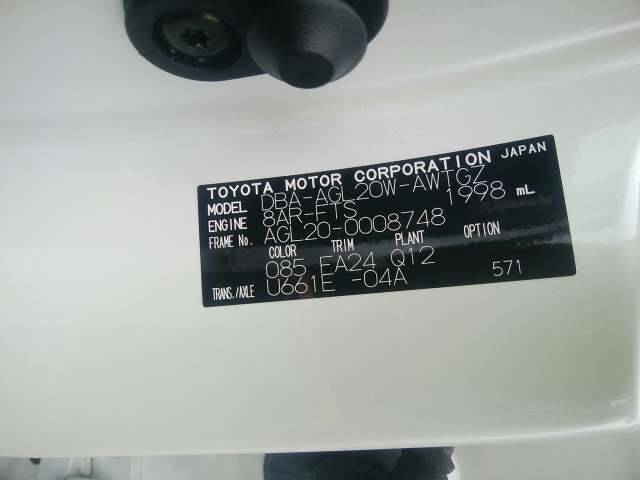 TOYOTA MOTOR CORPORATION JAPAN
MODEL DBA-AGL20W-AWTGZ
ENGINE 8AR-FTS 1998 mL
FRAME No. AGL20-0008748
COLOR TRIM PLANT OPTION
085 EA24 Q12
TRANS./AXLE U661E -04A 571